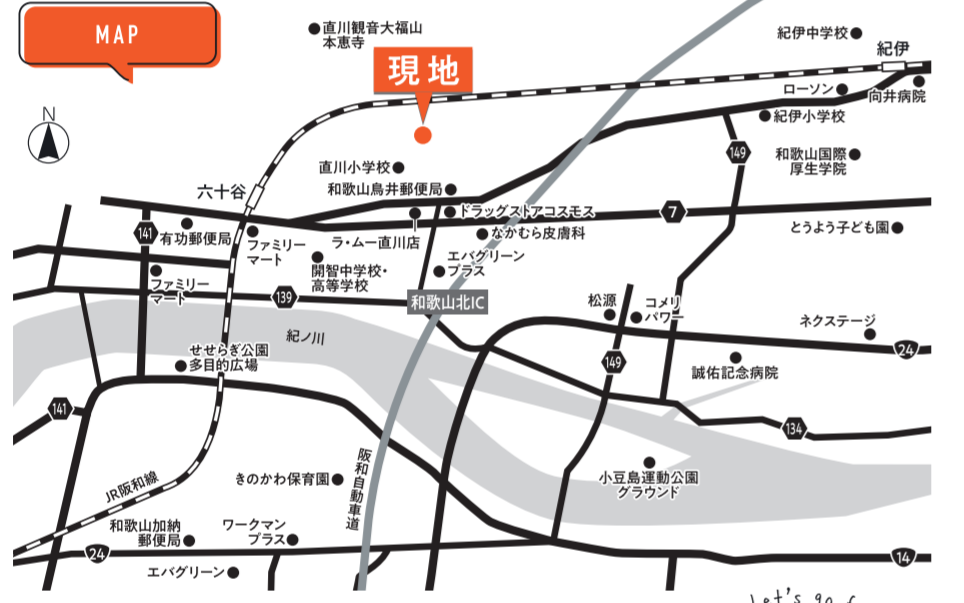 MAP
直川観音大福山
本恵寺
紀伊中学校
紀伊
現地
N
ローソン
向井病院
紀伊小学校
149
和歌山国際
厚生学院
直川小学校
六十谷
和歌山鳥井郵便局
ドラッグストアコスモス
7
141
有功郵便局
ファミリー
マート
ラ・ムー直川店
なかむら皮膚科
とうよう子ども園
エバグリーン
プラス
開智中学校・
高等学校
ファミリー
マート
139
和歌山北IC
松源
コメリ
パワー
ネクステージ
紀ノ川
24
せせらぎ公園
多目的広場
149
誠佑記念病院
141
134
阪和自動車道
きのかわ保育園
小豆島運動公園
グラウンド
JR阪和線
和歌山加納
郵便局
ワークマン
プラス
24
14
エバグリーン
Let's go